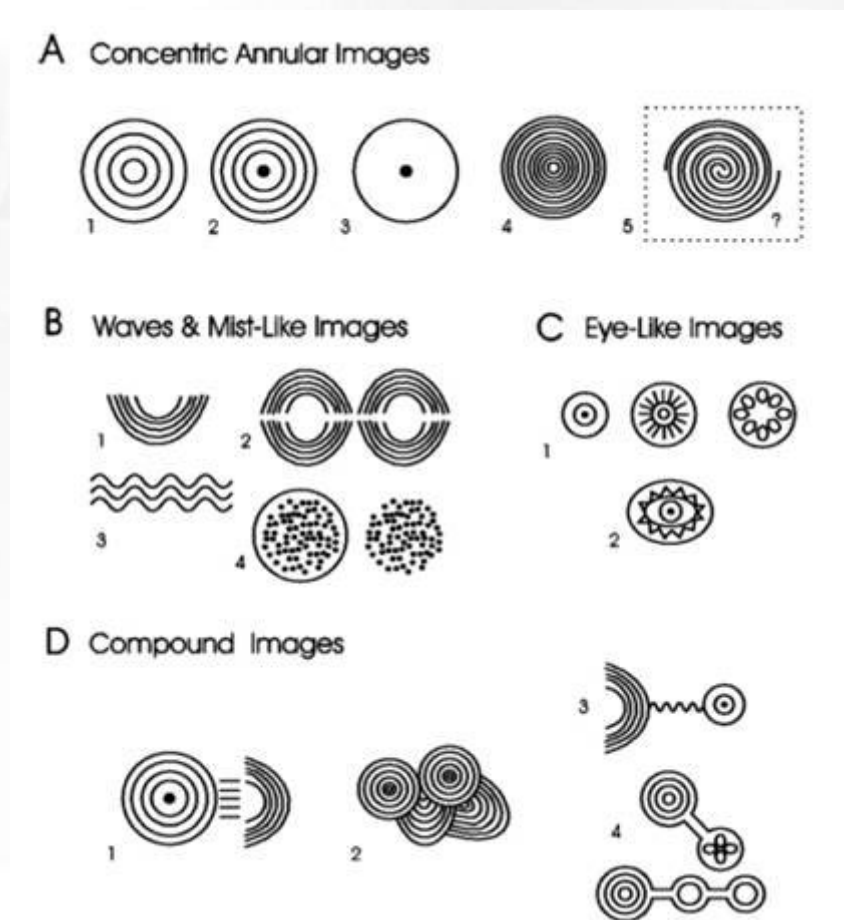 A Concentric Annular Images
1 2 3 4 5 ?
B Waves & Mist-Like Images
1 2
3 4
C Eye-Like Images
1
2
D Compound Images
3
1 2 4